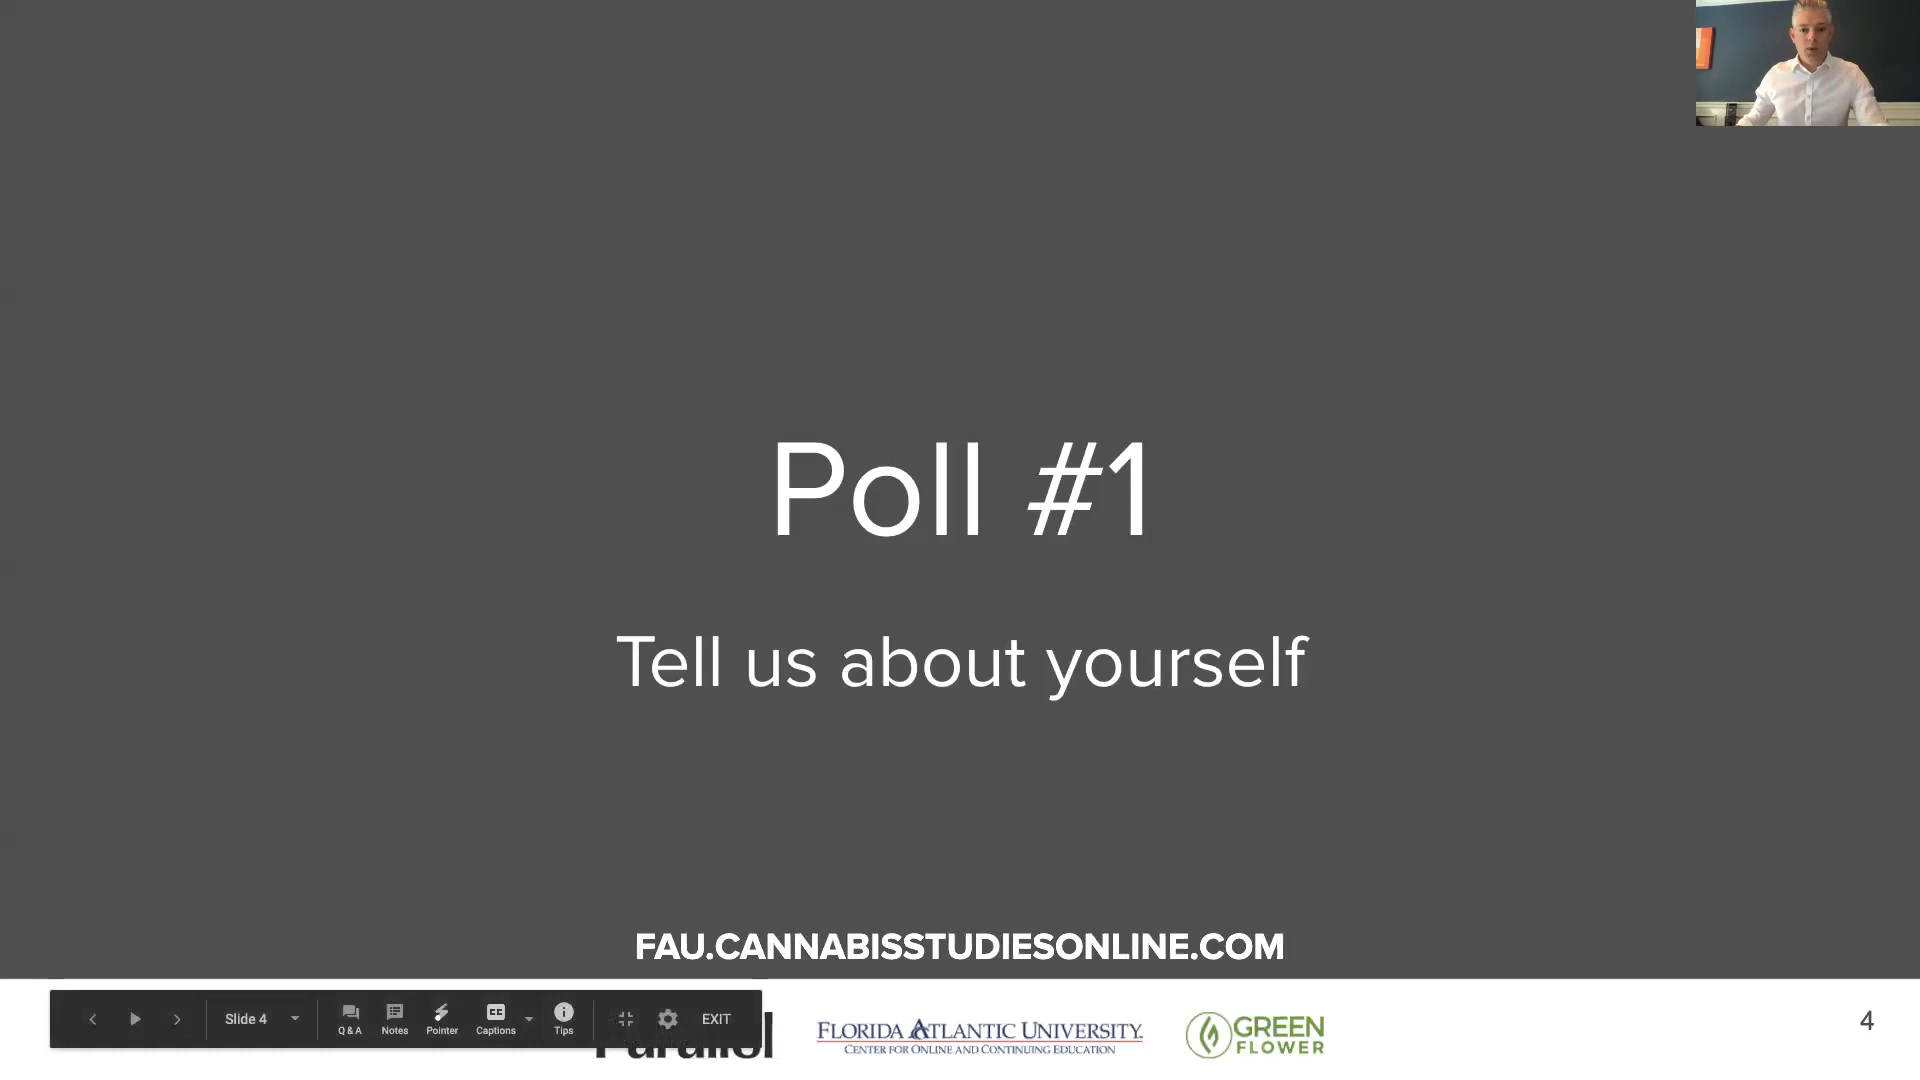 Poll #1
Tell us about yourself
FAU.CANNABISSTUDIESONLINE.COM
Slide 4
Q & A
Notes
Pointer
CC
Captions
Tips
EXIT
FLORIDA ATLANTIC UNIVERSITY.
CENTER FOR ONLINE AND CONTINUING EDUCATION
GREEN
FLOWER
4